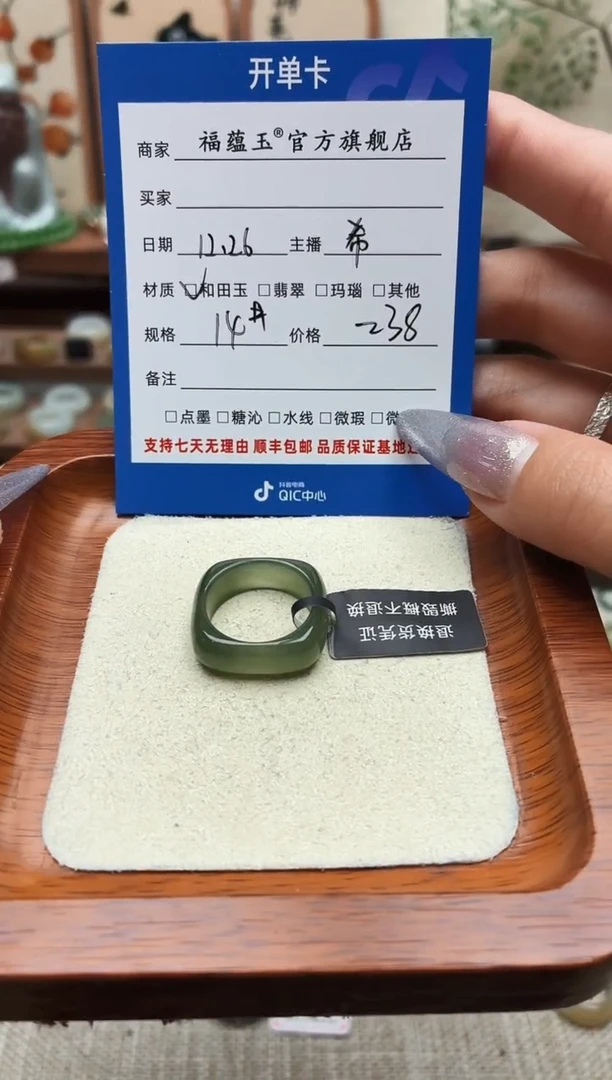 开单卡
商家 福蕴玉®官方旗舰店
买家
日期 12.26 主播 希
材质 ☑和田玉 □翡翠 □玛瑙 □其他
规格 14# 价格 238
备注
□点墨 □糖沁 □水线 □微瑕 □微
支持七天无理由 顺丰包邮 品质保证基地
抖音电商
QIC中心
退换货凭证
撕毁概不退换